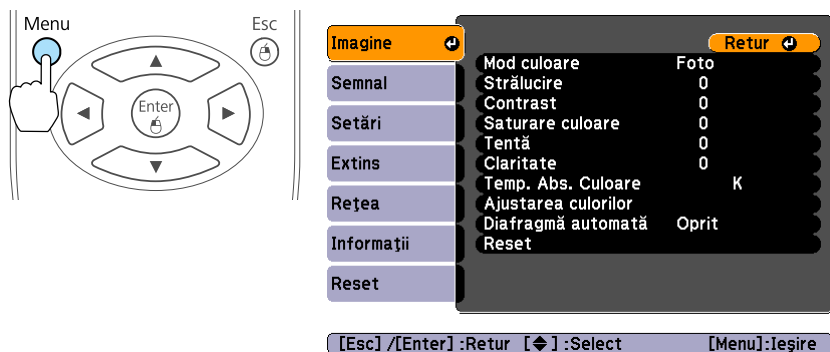 Menu
Esc
Enter
Imagine
Semnal
Setări
Extins
Reţea
Informaţii
Reset
Retur
Mod culoare Foto
Strălucire 0
Contrast 0
Saturare culoare 0
Tentă 0
Claritate 0
Temp. Abs. Culoare K
Ajustarea culorilor
Diafragmă automată Oprit
Reset
[Esc] /[Enter] :Retur [◆] :Select [Menu]:Ieşire